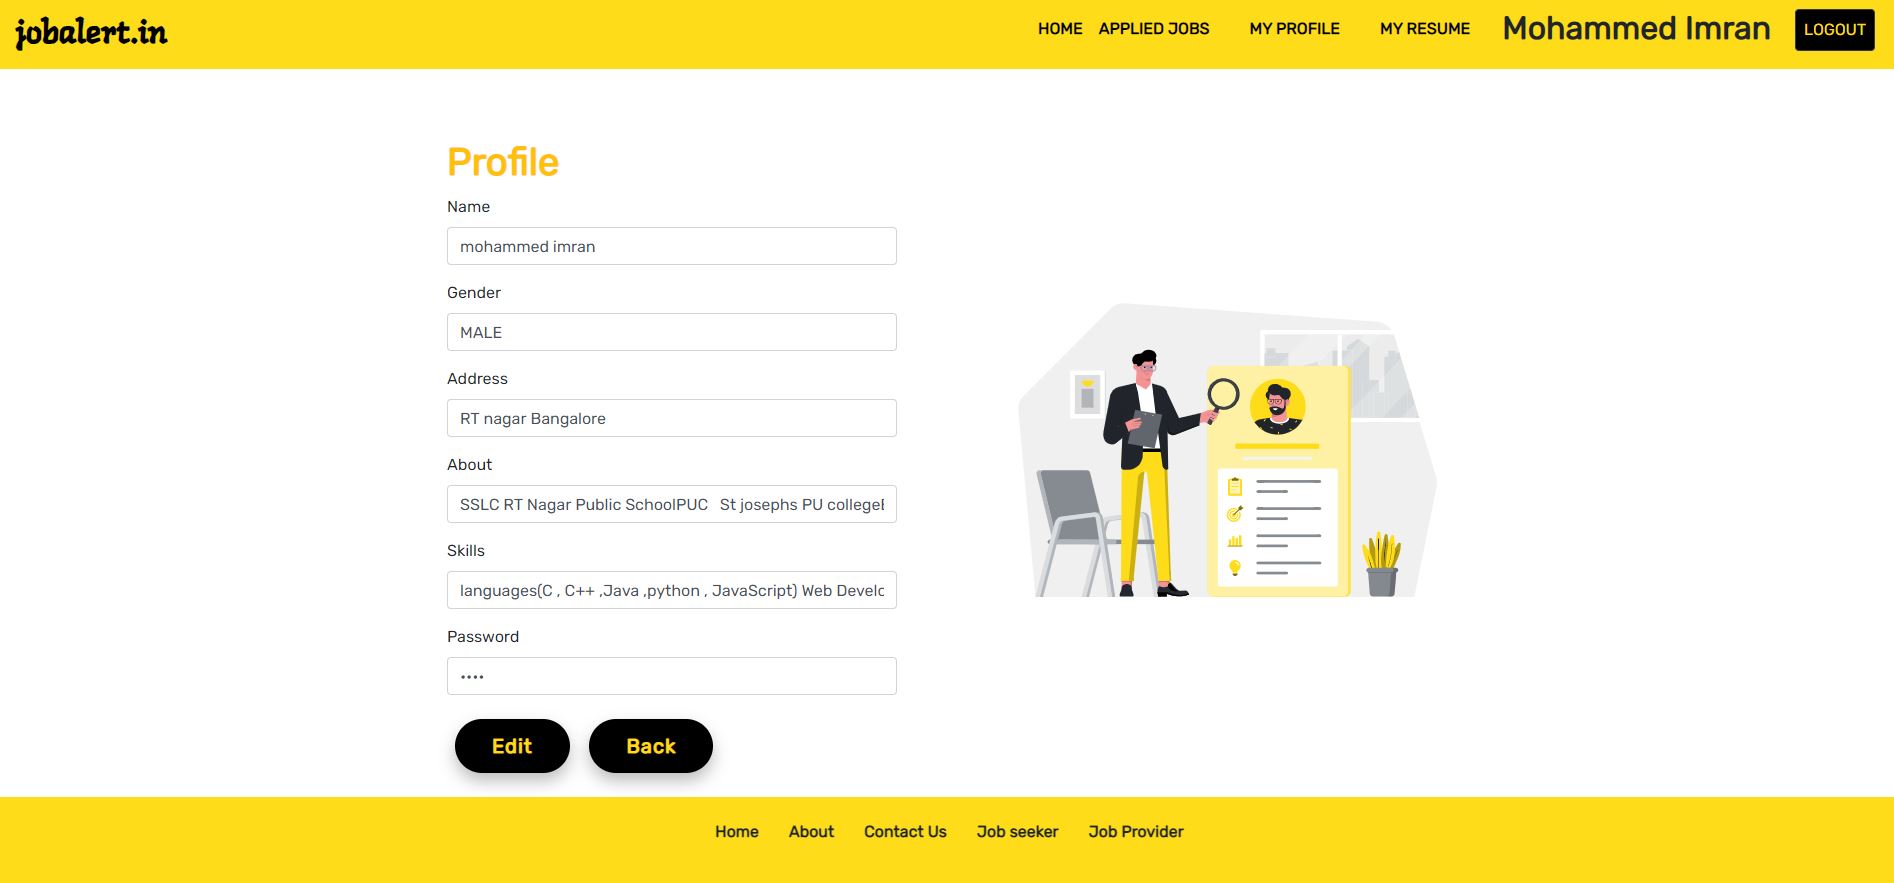 jobalert.in
HOME APPLIED JOBS MY PROFILE MY RESUME Mohammed Imran LOGOUT
Profile
Name
mohammed imran
Gender
MALE
Address
RT nagar Bangalore
About
SSLC RT Nagar Public SchoolPUC St josephs PU college
Skills
languages(C , C++ ,Java ,python , JavaScript) Web Develo
Password
••••
Edit Back
Home About Contact Us Job seeker Job Provider